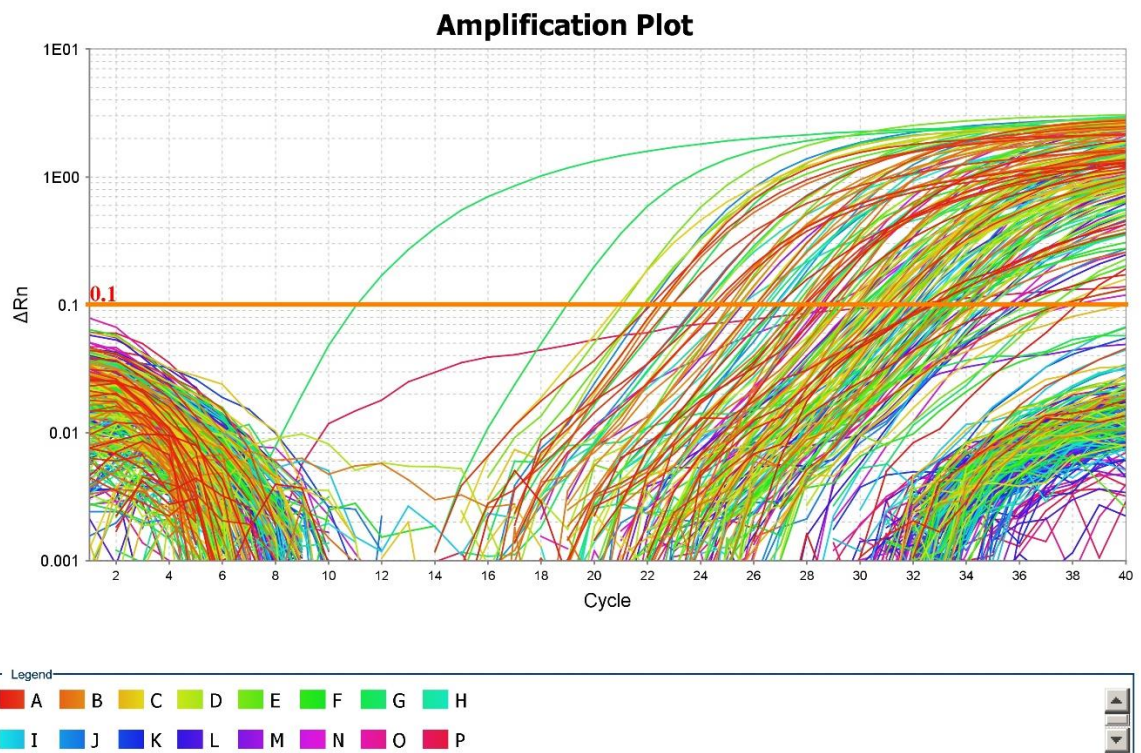 Amplification Plot
1E01
1E00
0.1
0.1
0.01
0.001
ΔRn
2 4 6 8 10 12 14 16 18 20 22 24 26 28 30 32 34 36 38 40
Cycle
Legend
A B C D E F G H
I J K L M N O P